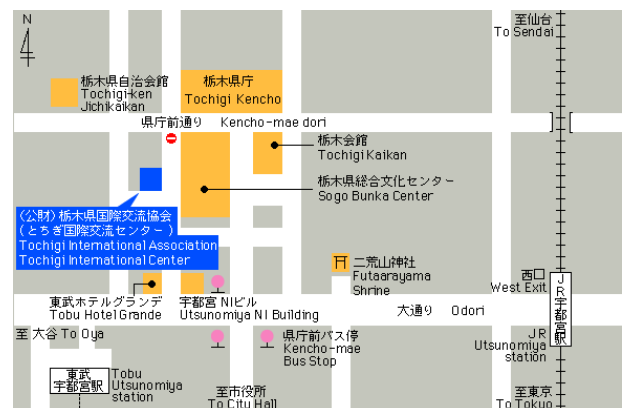 N
至仙台
To Sendai
栃木県自治会館
Tochigi-ken
Jichikaikan
栃木県庁
Tochigi Kencho
県庁前通り Kencho-mae dori
栃木会館
Tochigi Kaikan
栃木県総合文化センター
Sogo Bunka Center
(公財)栃木県国際交流協会
(とちぎ国際交流センター)
Tochigi International Association
Tochigi International Center
二荒山神社
Futaarayama
Shrine
西口
West Exit
JR宇都宮駅
東武ホテルグランデ
Tobu Hotel Grande
宇都宮 NIビル
Utsunomiya NI Building
大通り Odori
至 大谷 To Oya
県庁前バス停
Kencho-mae
Bus Stop
JR
Utsunomiya
station
東武
宇都宮駅
Tobu
Utsunomiya
station
至市役所
To City Hall
至東京
To Tokyo